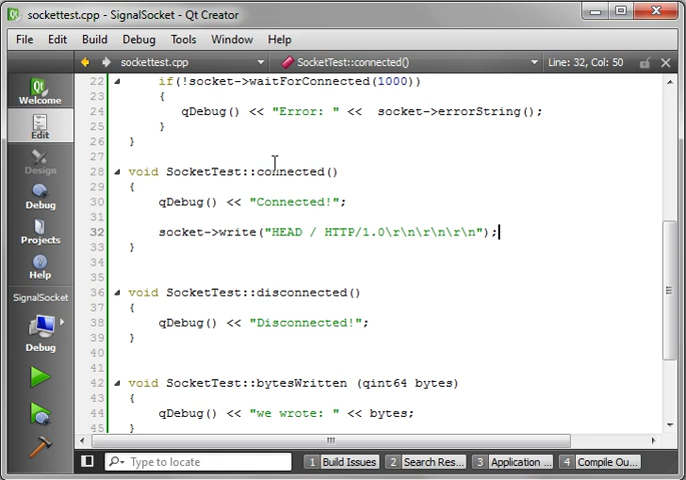 sockettest.cpp - SignalSocket - Qt Creator
File Edit Build Debug Tools Window Help
sockettest.cpp SocketTest::connected() Line: 32, Col: 50
Welcome
Edit
Design
Debug
Projects
Help
SignalSocket
Debug
22 if(!socket->waitForConnected(1000))
23 {
24 qDebug() << "Error: " << socket->errorString();
25 }
26 }
27
28 void SocketTest::connected()
29 {
30 qDebug() << "Connected!";
31
32 socket->write("HEAD / HTTP/1.0\r\n\r\n\r\n");
33 }
34
35
36 void SocketTest::disconnected()
37 {
38 qDebug() << "Disconnected!";
39 }
40
41
42 void SocketTest::bytesWritten (qint64 bytes)
43 {
44 qDebug() << "we wrote: " << bytes;
45 }
Type to locate 1 Build Issues 2 Search Res... 3 Application ... 4 Compile Ou...